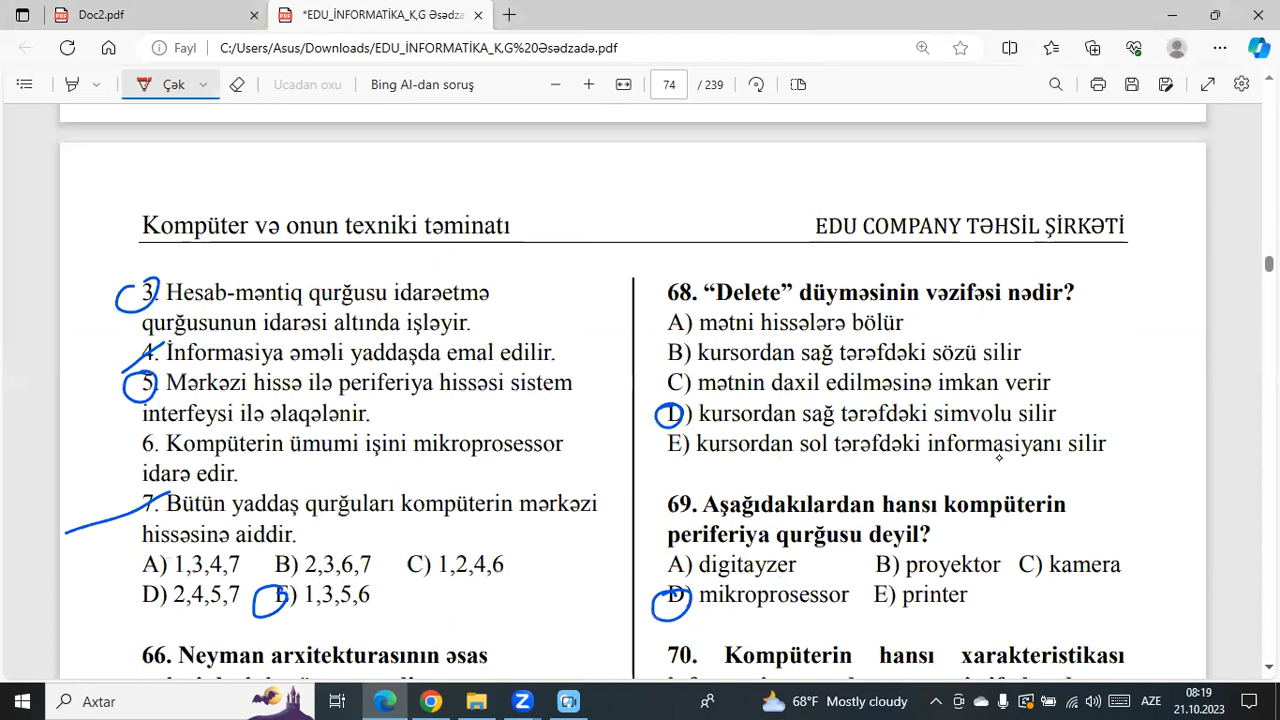 Doc2.pdf
*EDU_İNFORMATİKA_K,G Əsədza
Fayl
C:/Users/Asus/Downloads/EDU_İNFORMATİKA_K,G%20Əsədzadə.pdf
Çək
Ucadan oxu
Bing AI-dan soruş
74 / 239
Kompüter və onun texniki təminatı
EDU COMPANY TƏHSİL ŞİRKƏTİ
3. Hesab-məntiq qurğusu idarəetmə
qurğusunun idarəsi altında işləyir.
4. İnformasiya əməli yaddaşda emal edilir.
5. Mərkəzi hissə ilə periferiya hissəsi sistem
interfeysi ilə əlaqələnir.
6. Kompüterin ümumi işini mikroprosessor
idarə edir.
7. Bütün yaddaş qurğuları kompüterin mərkəzi
hissəsinə aiddir.
A) 1,3,4,7 B) 2,3,6,7 C) 1,2,4,6
D) 2,4,5,7 E) 1,3,5,6
66. Neyman arxitekturasının əsas
68. “Delete” düyməsinin vəzifəsi nədir?
A) mətni hissələrə bölür
B) kursordan sağ tərəfdəki sözü silir
C) mətnin daxil edilməsinə imkan verir
D) kursordan sağ tərəfdəki simvolu silir
E) kursordan sol tərəfdəki informasiyanı silir
69. Aşağıdakılardan hansı kompüterin
periferiya qurğusu deyil?
A) digitayzer B) proyektor C) kamera
D) mikroprosessor E) printer
70. Kompüterin hansı xarakteristikası
Axtar
68°F Mostly cloudy
AZE
08:19
21.10.2023